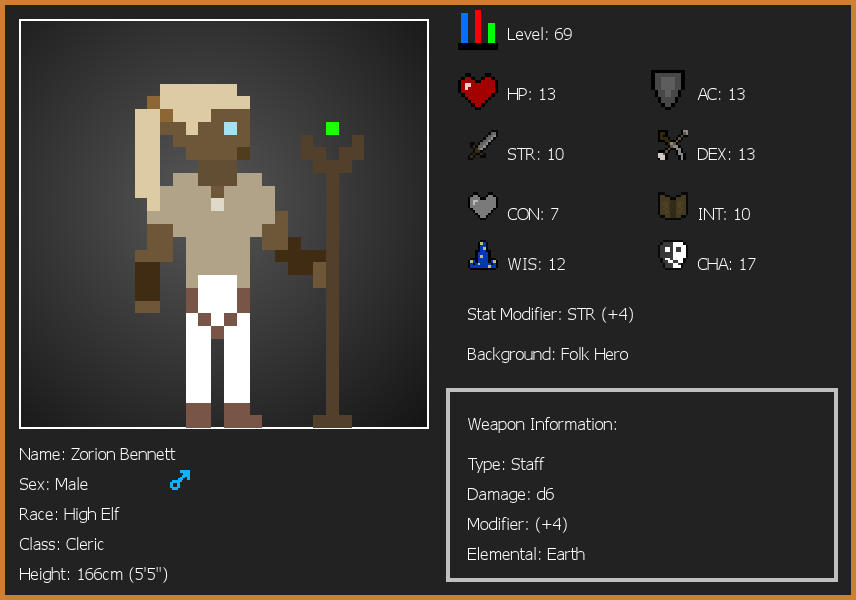 Level: 69
HP: 13
AC: 13
STR: 10
DEX: 13
CON: 7
INT: 10
WIS: 12
CHA: 17
Stat Modifier: STR (+4)
Background: Folk Hero
Weapon Information:
Type: Staff
Damage: d6
Modifier: (+4)
Elemental: Earth
Name: Zorion Bennett
Sex: Male
Race: High Elf
Class: Cleric
Height: 166cm (5'5")